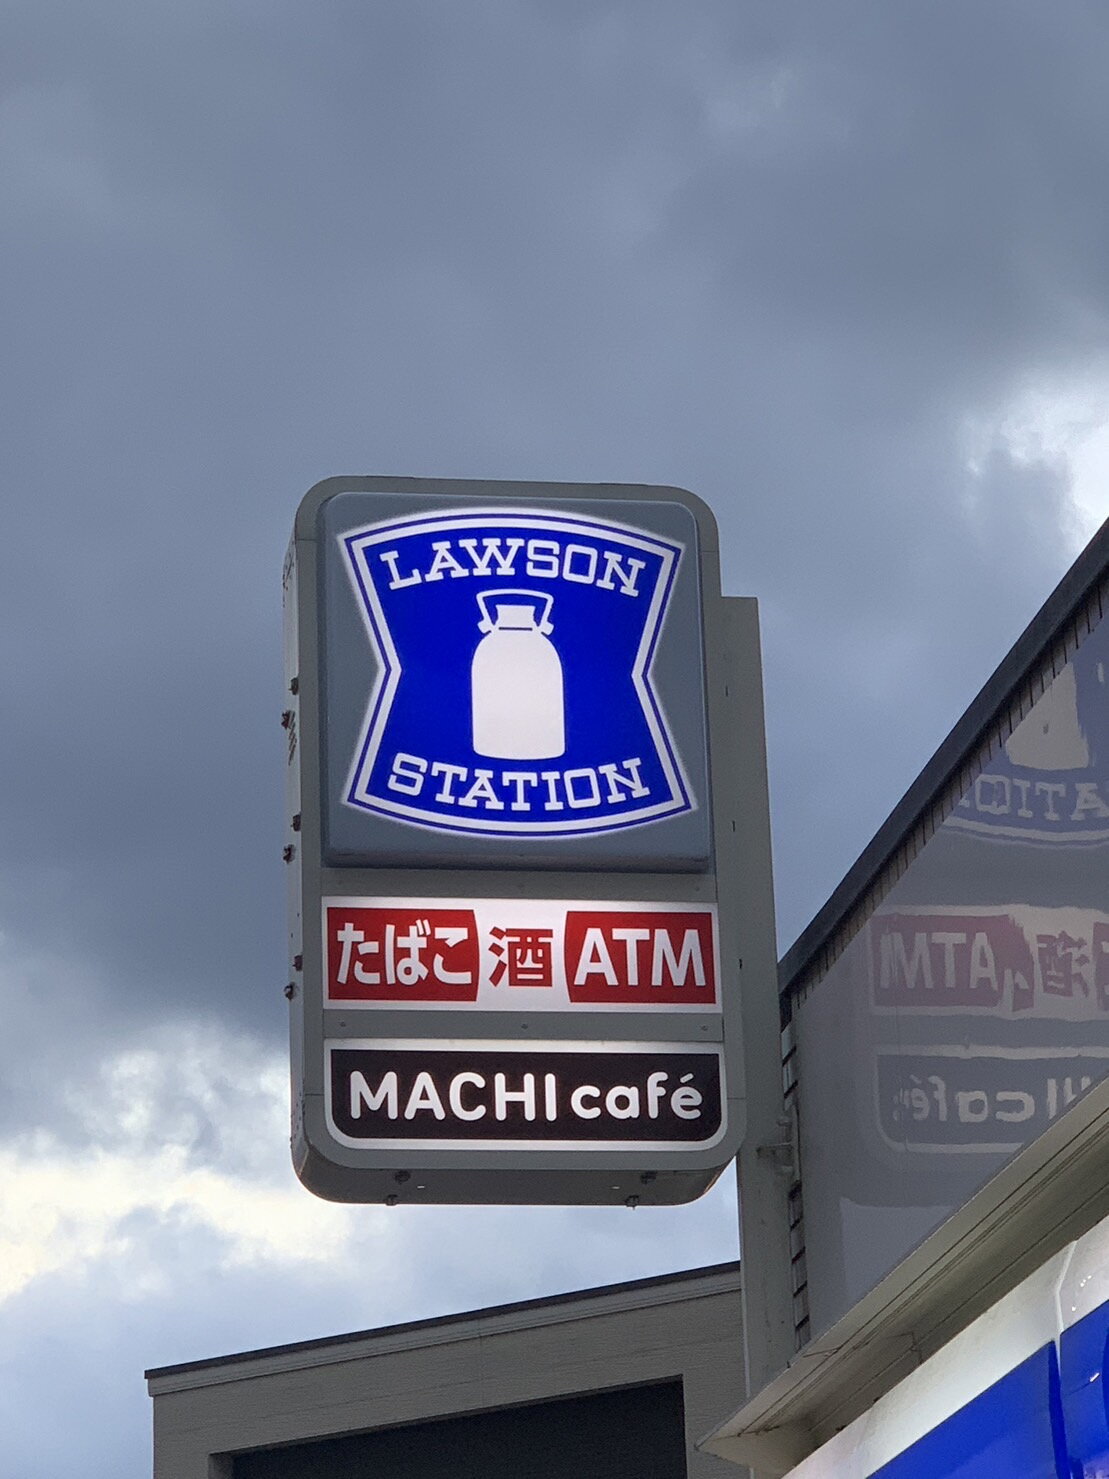 LAWSON
STATION
たばこ 酒 ATM
MACHI café